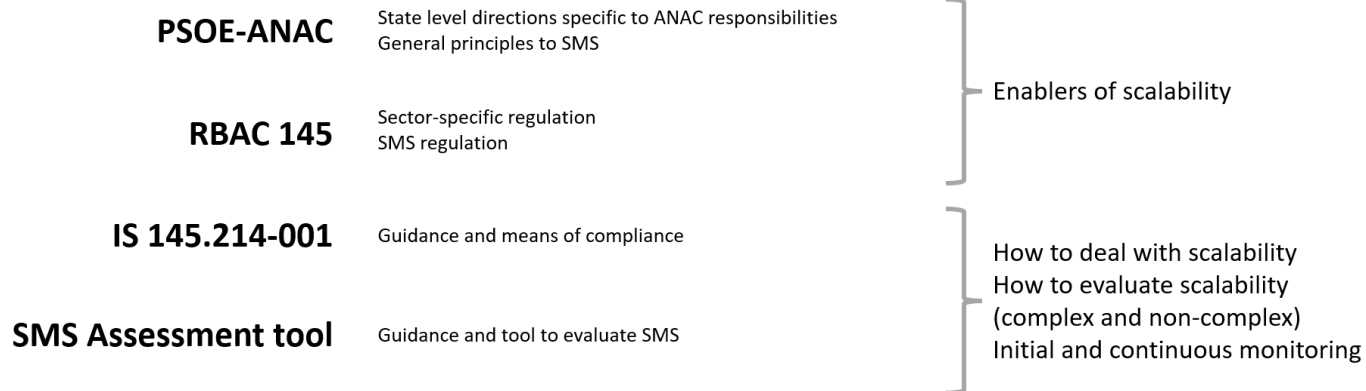 PSOE-ANAC
State level directions specific to ANAC responsibilities
General principles to SMS
Enablers of scalability
RBAC 145
Sector-specific regulation
SMS regulation
IS 145.214-001
Guidance and means of compliance
How to deal with scalability
How to evaluate scalability
(complex and non-complex)
Initial and continuous monitoring
SMS Assessment tool
Guidance and tool to evaluate SMS